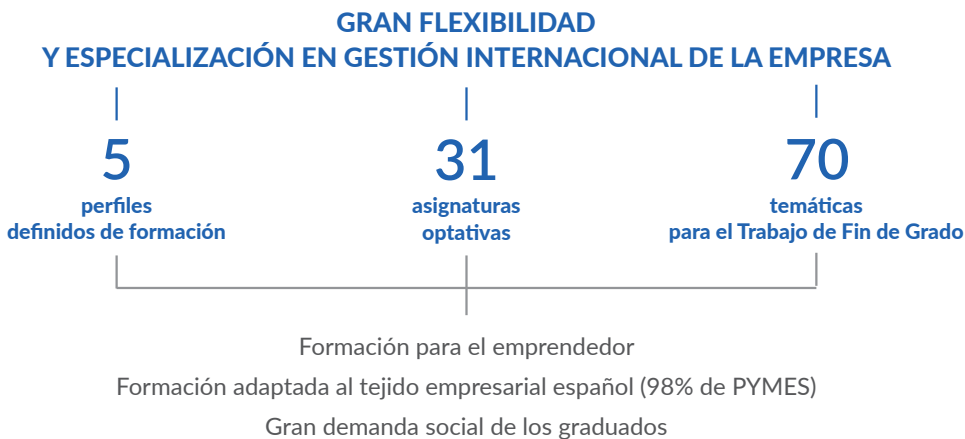 GRAN FLEXIBILIDAD
Y ESPECIALIZACIÓN EN GESTIÓN INTERNACIONAL DE LA EMPRESA
5
perfiles
definidos de formación
31
asignaturas
optativas
70
temáticas
para el Trabajo de Fin de Grado
Formación para el emprendedor
Formación adaptada al tejido empresarial español (98% de PYMES)
Gran demanda social de los graduados